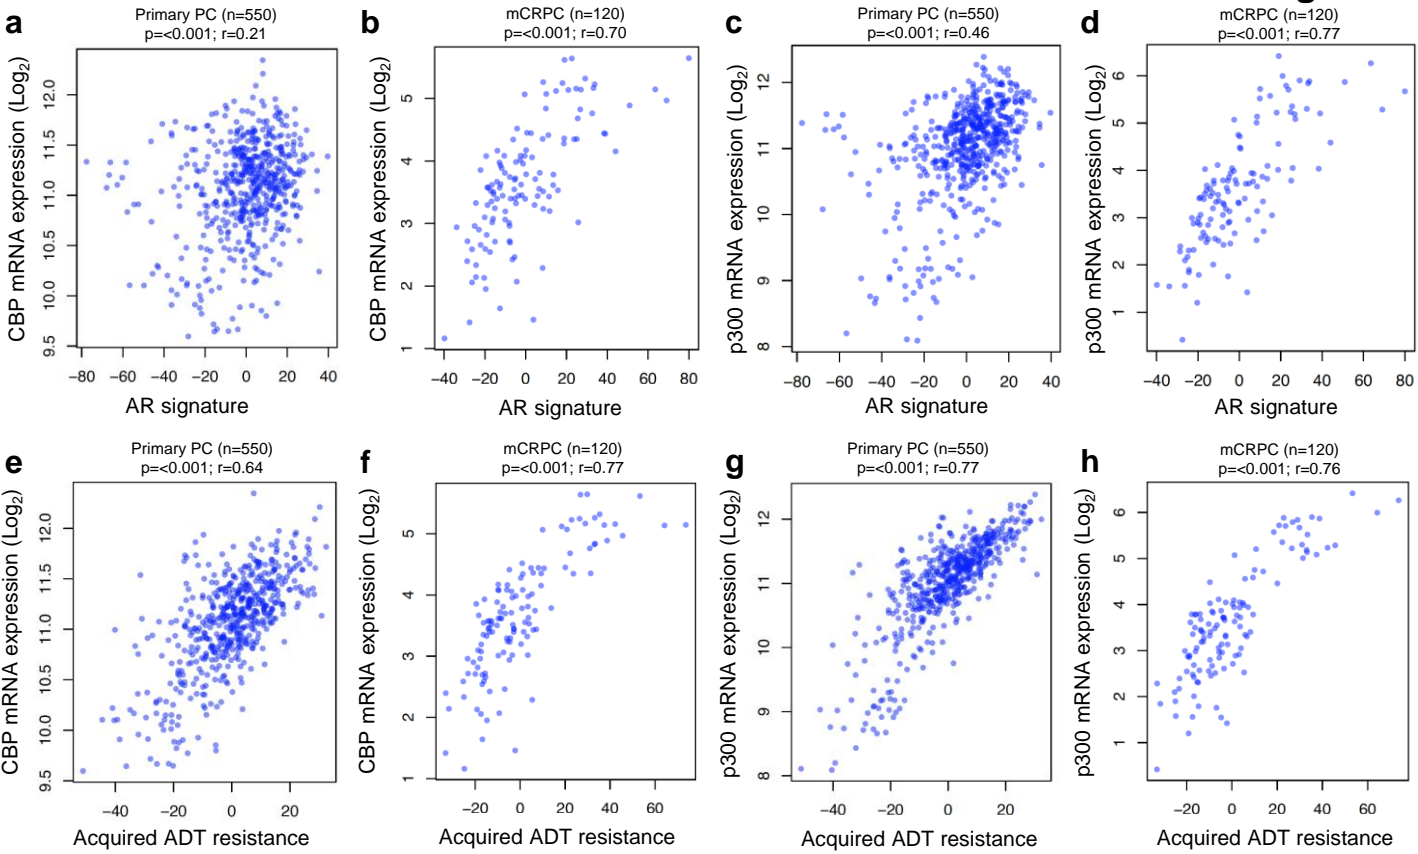 a
Primary PC (n=550)
p=<0.001; r=0.21
CBP mRNA expression (Log2)
9.5 10.0 10.5 11.0 11.5 12.0
−80 −60 −40 −20 0 20 40
AR signature
b
mCRPC (n=120)
p=<0.001; r=0.70
CBP mRNA expression (Log2)
1 2 3 4 5
−40 −20 0 20 40 60 80
AR signature
c
Primary PC (n=550)
p=<0.001; r=0.46
p300 mRNA expression (Log2)
8 9 10 11 12
−80 −60 −40 −20 0 20 40
AR signature
d
mCRPC (n=120)
p=<0.001; r=0.77
p300 mRNA expression (Log2)
1 2 3 4 5 6
−40 −20 0 20 40 60 80
AR signature
e
Primary PC (n=550)
p=<0.001; r=0.64
CBP mRNA expression (Log2)
9.5 10.0 10.5 11.0 11.5 12.0
−40 −20 0 20
Acquired ADT resistance
f
mCRPC (n=120)
p=<0.001; r=0.77
CBP mRNA expression (Log2)
1 2 3 4 5
−20 0 20 40 60
Acquired ADT resistance
g
Primary PC (n=550)
p=<0.001; r=0.77
p300 mRNA expression (Log2)
8 9 10 11 12
−40 −20 0 20
Acquired ADT resistance
h
mCRPC (n=120)
p=<0.001; r=0.76
p300 mRNA expression (Log2)
1 2 3 4 5 6
−20 0 20 40 60
Acquired ADT resistance